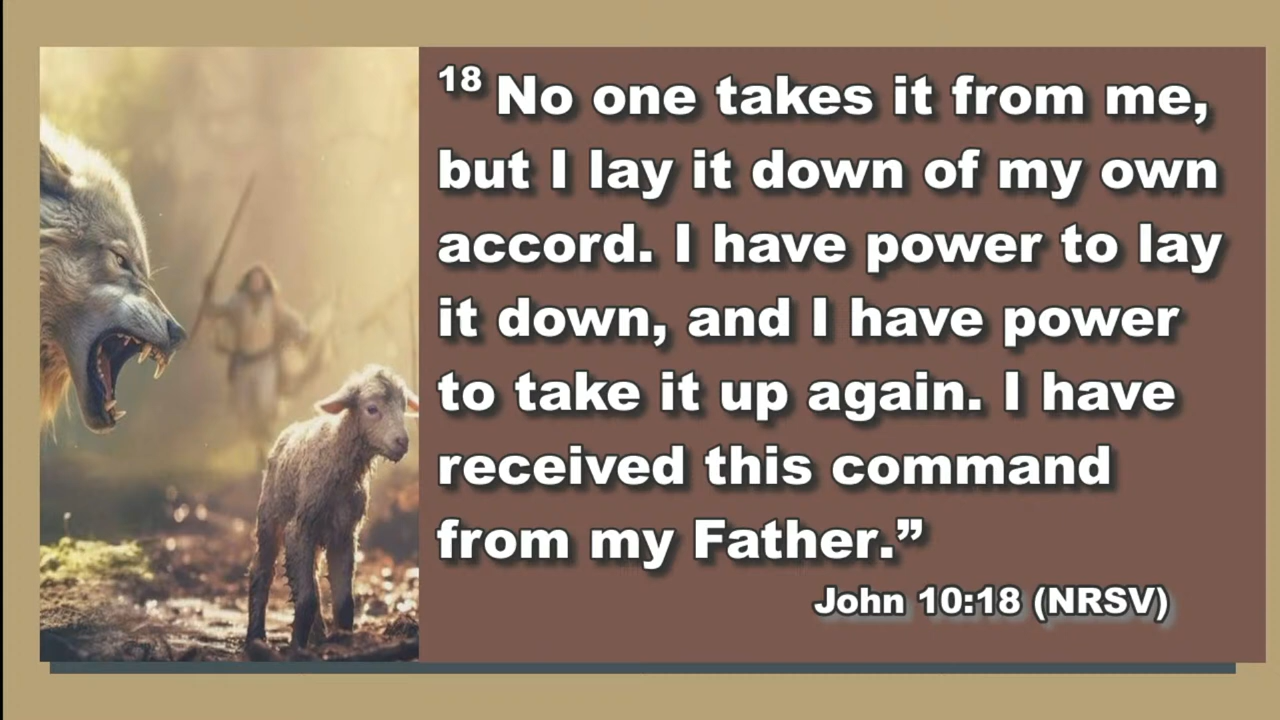 18 No one takes it from me,
but I lay it down of my own
accord. I have power to lay
it down, and I have power
to take it up again. I have
received this command
from my Father.”
John 10:18 (NRSV)